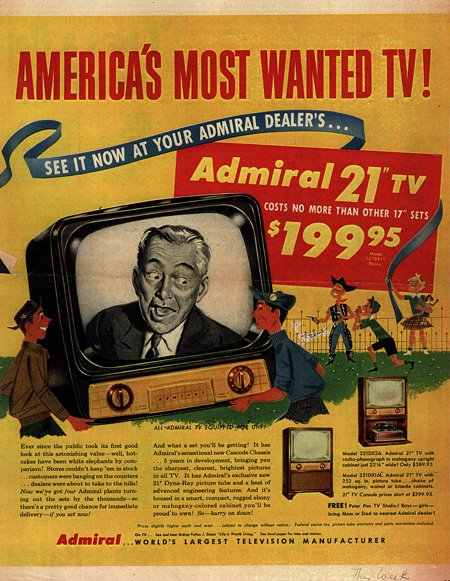 AMERICA'S MOST WANTED TV!
SEE IT NOW AT YOUR ADMIRAL DEALER'S...
Admiral 21" TV
COSTS NO MORE THAN OTHER 17" SETS
$199 95
Model
ALL-ADMIRAL TV EQUIPPED FOR UHF!
Ever since the public took its first good
look at this astonishing value—well, hot-
cakes have been white elephants by com-
parison! Stores couldn't keep 'em in stock
. . . customers were banging on the counters
. . . dealers were about to take to the hills!
Now we've got four Admiral plants turn-
ing out the sets by the thousands—so
there's a pretty good chance for immediate
delivery—if you act now!
And what a set you'll be getting! It has
Admiral's sensational new Cascode Chassis
. . . 5 years in development, bringing you
the sharpest, clearest, brightest pictures
in all TV. It has Admiral's exclusive new
21" picture tube and a host of
advanced engineering features. And it's
housed in a smart, compact, rugged ebony
or mahogany-colored cabinet you'll be
proud to own! So—hurry on down!
Model 321DX26. Admiral 21" TV with
radio-phonograph in mahogany upright
cabinet just wide! Only $389.95.
Model 221DX16L. Admiral 21" TV with
252 sq. in. picture tube... choice of
mahogany, walnut or blonde cabinets.
21" TV Console prices start at $299.95.
FREE! Peter Pan TV Studio! Boys—girls—
bring Mom or Dad to nearest Admiral dealer!
Prices slightly higher south and west... subject to change without notice. Federal excise tax, picture tube warranty and parts warranties included.
On TV... See and hear Bishop Fulton J. Sheen "Life is Worth Living." See local paper for time and station.
Admiral...WORLD'S LARGEST TELEVISION MANUFACTURER